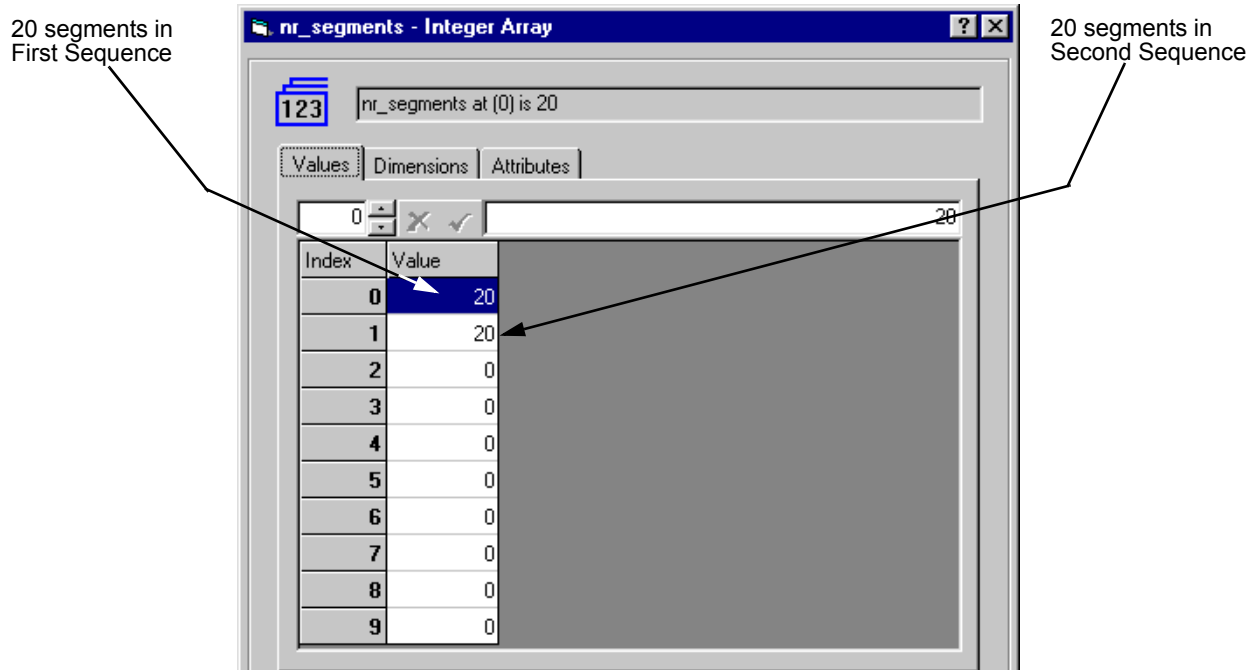 20 segments in
First Sequence
nr_segments - Integer Array
20 segments in
Second Sequence
123
nr_segments at (0) is 20
Values Dimensions Attributes
0 20
Index Value
0 20
1 20
2 0
3 0
4 0
5 0
6 0
7 0
8 0
9 0